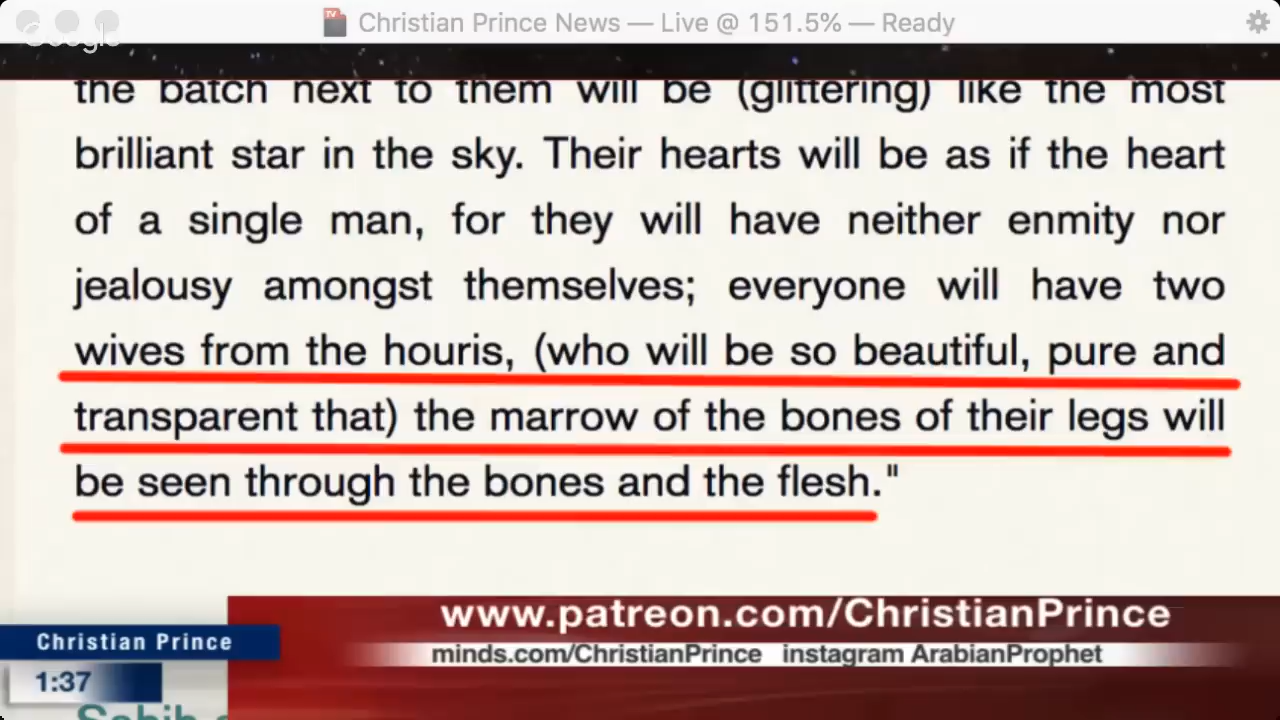 Christian Prince News — Live @ 151.5% — Ready
Google
the batch next to them will be (glittering) like the most
brilliant star in the sky. Their hearts will be as if the heart
of a single man, for they will have neither enmity nor
jealousy amongst themselves; everyone will have two
wives from the houris, (who will be so beautiful, pure and
transparent that) the marrow of the bones of their legs will
be seen through the bones and the flesh."
www.patreon.com/ChristianPrince
Christian Prince
minds.com/ChristianPrince instagram ArabianProphet
1:37